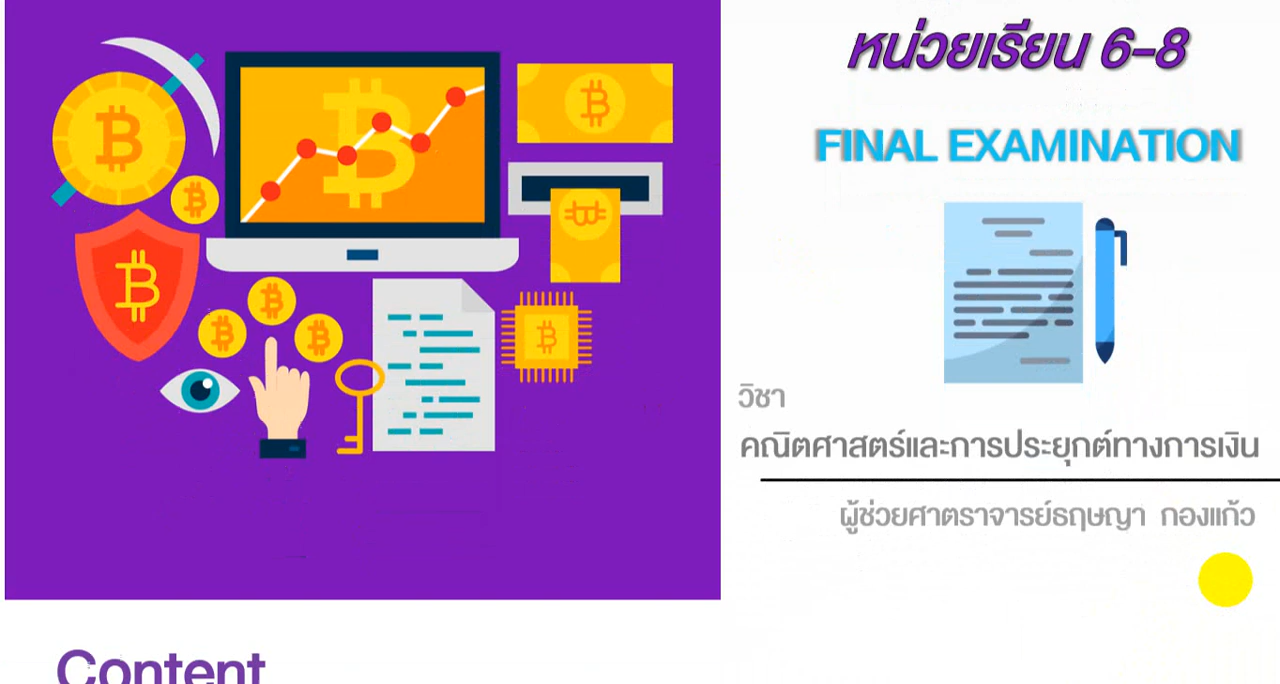 หน่วยเรียน 6-8
FINAL EXAMINATION
วิชา
คณิตศาสตร์และการประยุกต์ทางการเงิน
ผู้ช่วยศาตราจารย์ธฤษญา กองแก้ว
Content